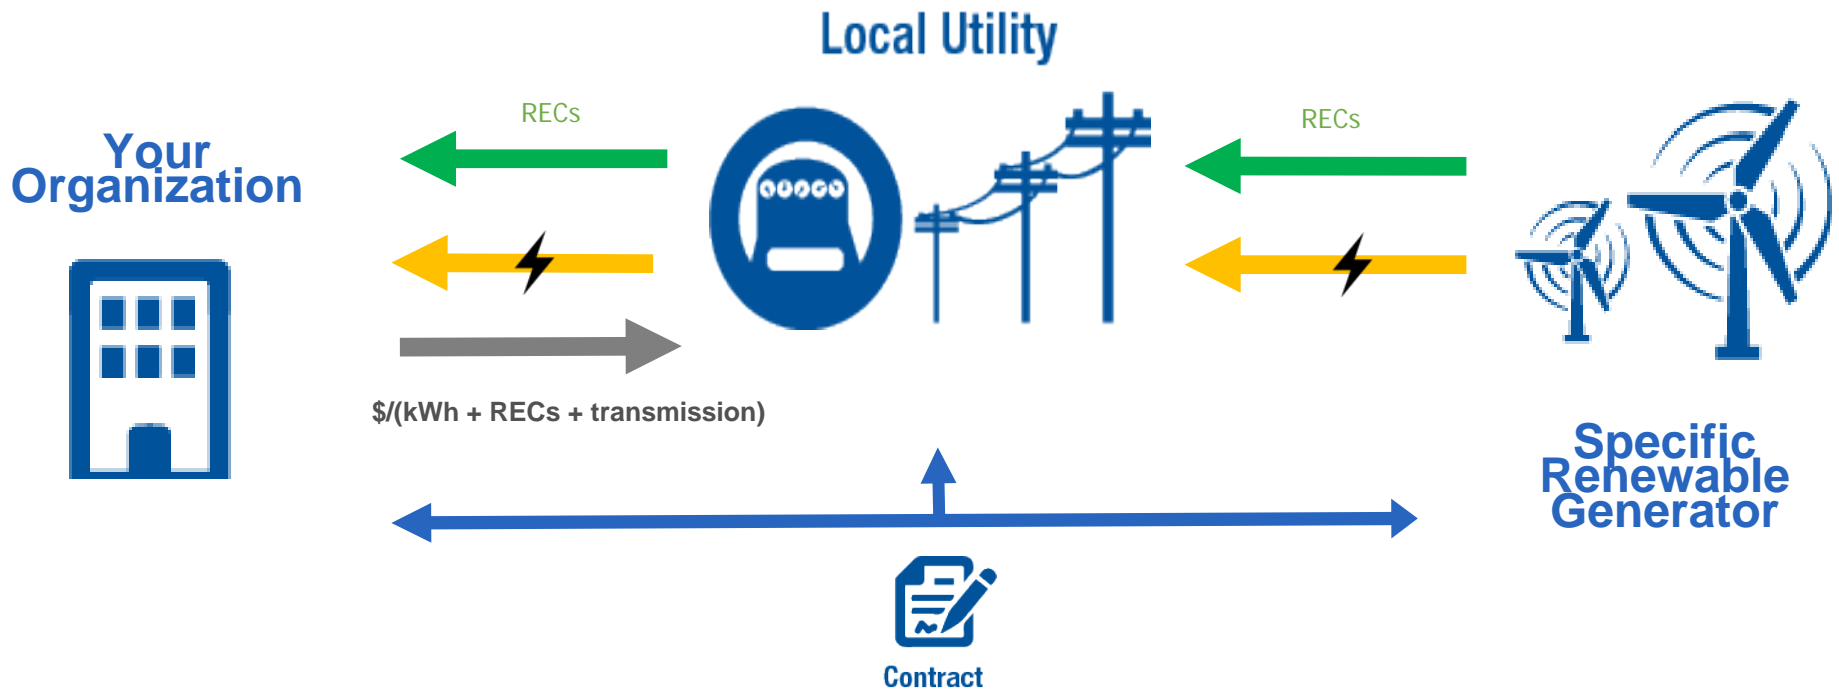 Local Utility
RECs
RECs
Your
Organization
$/(kWh + RECs + transmission)
Specific
Renewable
Generator
Contract